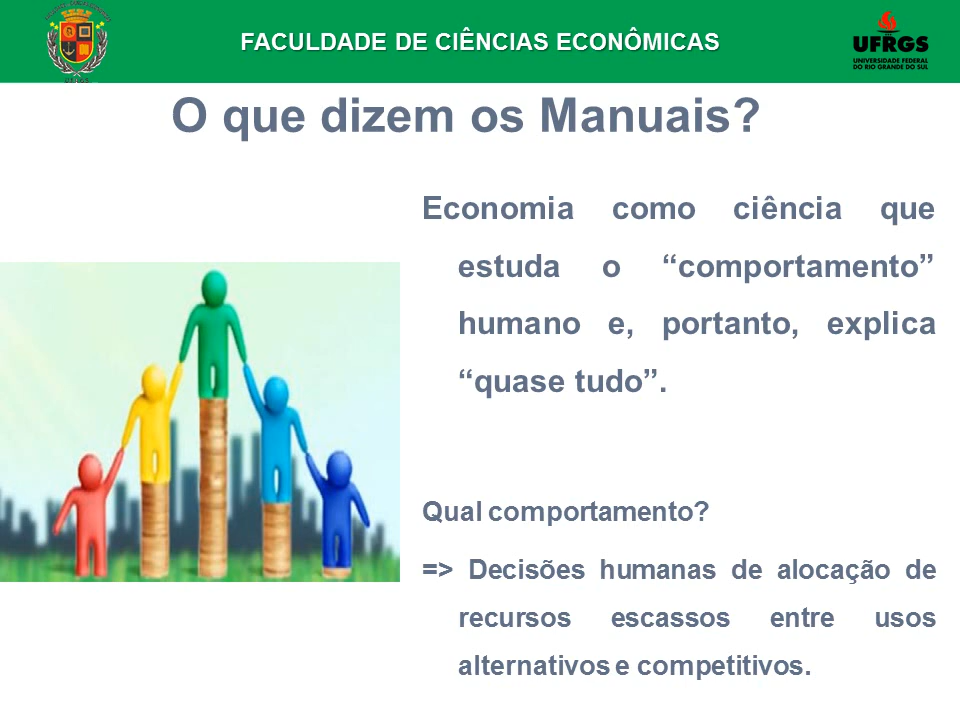 FACULDADE DE CIÊNCIAS ECONÔMICAS
UFRGS
UNIVERSIDADE FEDERAL
DO RIO GRANDE DO SUL
O que dizem os Manuais?
Economia como ciência que
estuda o “comportamento”
humano e, portanto, explica
“quase tudo”.
Qual comportamento?
=> Decisões humanas de alocação de
recursos escassos entre usos
alternativos e competitivos.